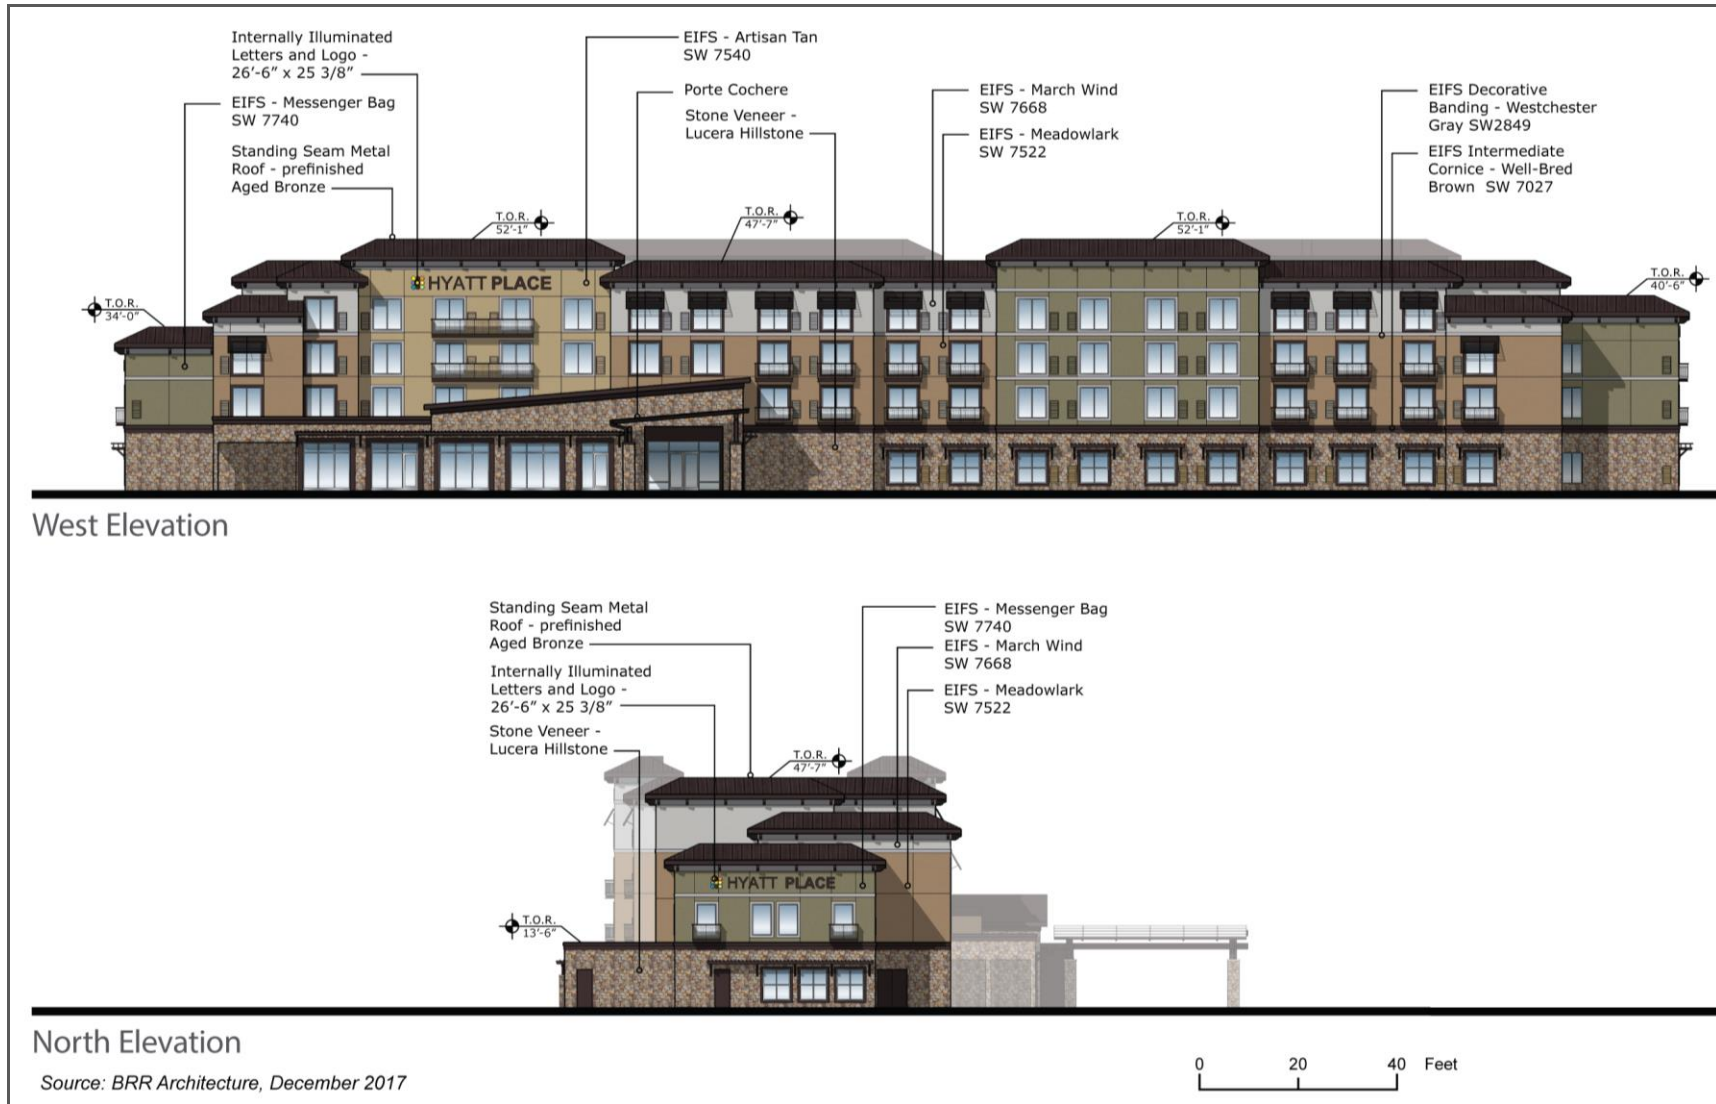 Internally Illuminated
Letters and Logo -
26'-6” x 25 3/8”
EIFS - Messenger Bag
SW 7740
Standing Seam Metal
Roof - prefinished
Aged Bronze
EIFS - Artisan Tan
SW 7540
Porte Cochere
Stone Veneer -
Lucera Hillstone
EIFS - March Wind
SW 7668
EIFS - Meadowlark
SW 7522
EIFS Decorative
Banding - Westchester
Gray SW2849
EIFS Intermediate
Cornice - Well-Bred
Brown SW 7027
T.O.R.
34'-0”
T.O.R.
52'-1”
T.O.R.
47'-7”
T.O.R.
52'-1”
T.O.R.
40'-6”
HYATT PLACE
West Elevation
Standing Seam Metal
Roof - prefinished
Aged Bronze
Internally Illuminated
Letters and Logo -
26'-6” x 25 3/8”
Stone Veneer -
Lucera Hillstone
EIFS - Messenger Bag
SW 7740
EIFS - March Wind
SW 7668
EIFS - Meadowlark
SW 7522
T.O.R.
47'-7”
HYATT PLACE
T.O.R.
13'-6”
North Elevation
Source: BRR Architecture, December 2017
0 20 40 Feet